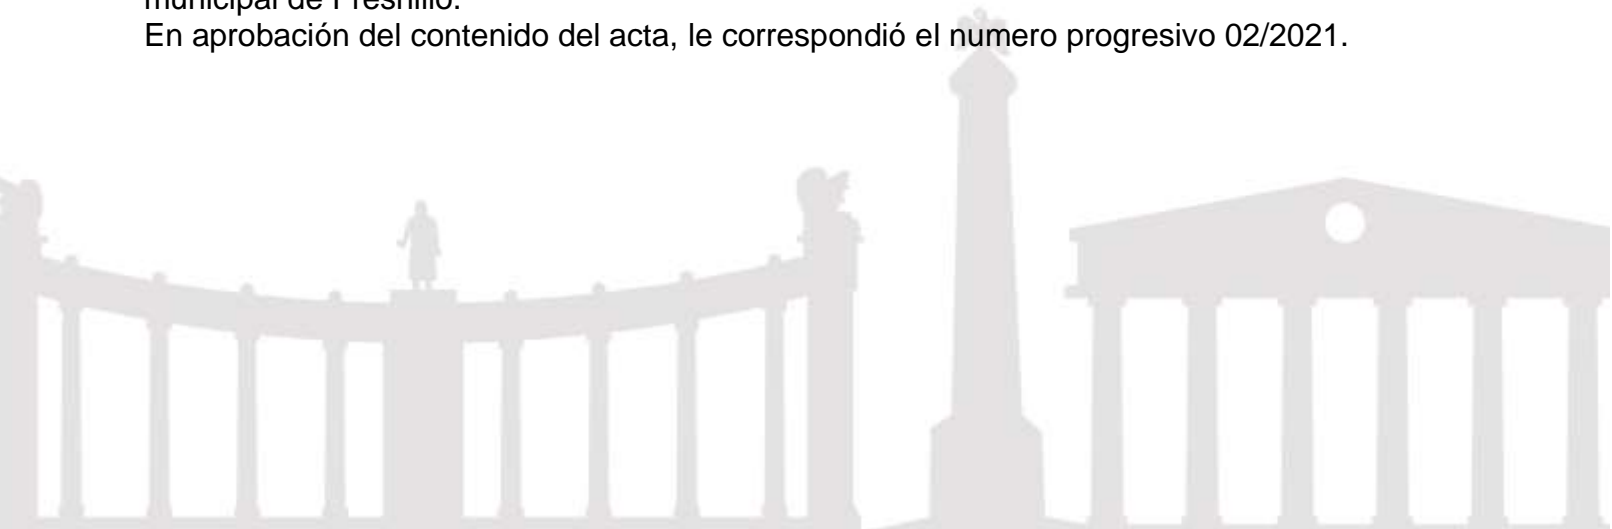 municipal de Fresnillo.
En aprobación del contenido del acta, le correspondió el numero progresivo 02/2021.